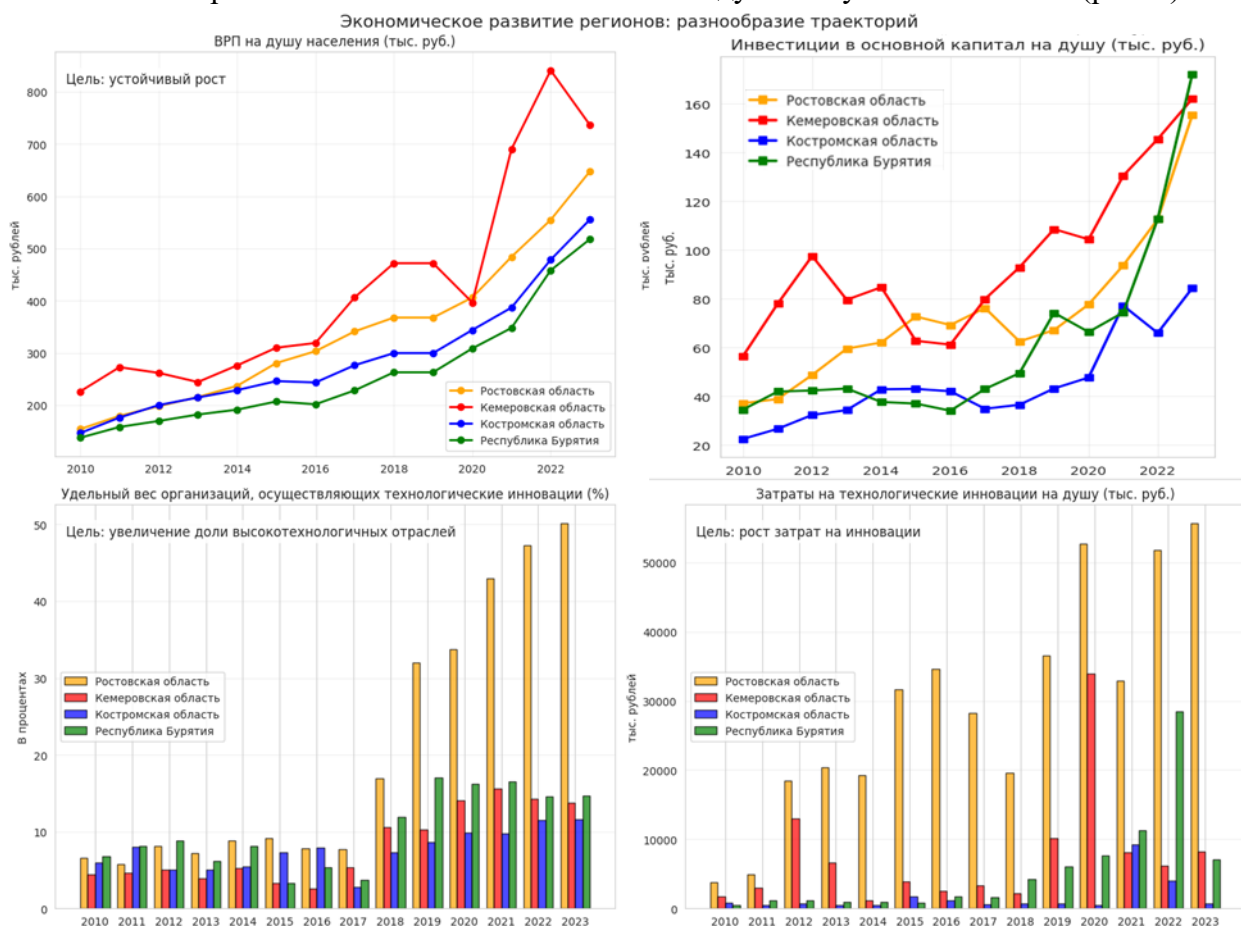 Экономическое развитие регионов: разнообразие траекторий
ВРП на душу населения (тыс. руб.)
Цель: устойчивый рост
тыс. рублей
800
700
600
500
400
300
200
2010 2012 2014 2016 2018 2020 2022
Ростовская область
Кемеровская область
Костромская область
Республика Бурятия
Инвестиции в основной капитал на душу (тыс. руб.)
тыс. рублей
тыс. руб.
160
140
120
100
80
60
40
20
2010 2012 2014 2016 2018 2020 2022
Ростовская область
Кемеровская область
Костромская область
Республика Бурятия
Удельный вес организаций, осуществляющих технологические инновации (%)
Цель: увеличение доли высокотехнологичных отраслей
В процентах
50
40
30
20
10
0
2010 2011 2012 2013 2014 2015 2016 2017 2018 2019 2020 2021 2022 2023
Ростовская область
Кемеровская область
Костромская область
Республика Бурятия
Затраты на технологические инновации на душу (тыс. руб.)
Цель: рост затрат на инновации
тыс. рублей
50000
40000
30000
20000
10000
0
2010 2011 2012 2013 2014 2015 2016 2017 2018 2019 2020 2021 2022 2023
Ростовская область
Кемеровская область
Костромская область
Республика Бурятия